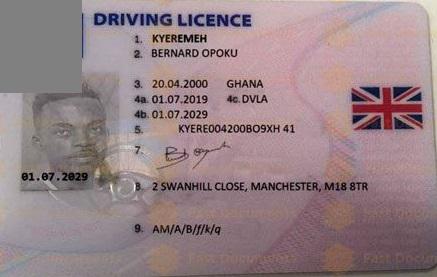 DRIVING LICENCE
1. KYEREMEH
2. BERNARD OPOKU
3. 20.04.2000 GHANA
4a. 01.07.2019 4c. DVLA
4b. 01.07.2029
5. KYERE004200BO9XH 41
7.
01.07.2029
8. 2 SWANHILL CLOSE, MANCHESTER, M18 8TR
9. AM/A/B/f/k/q
Fast Documents